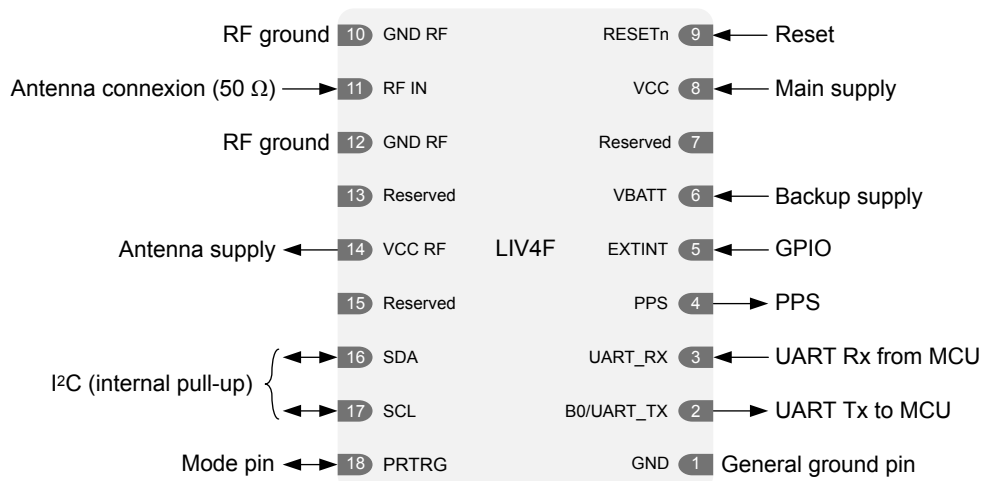 RF ground 10 GND RF RESETn 9 Reset
Antenna connexion (50 Ω) 11 RF IN VCC 8 Main supply
RF ground 12 GND RF Reserved 7
13 Reserved VBATT 6 Backup supply
Antenna supply 14 VCC RF LIV4F EXTINT 5 GPIO
15 Reserved PPS 4 PPS
16 SDA UART_RX 3 UART Rx from MCU
I²C (internal pull-up)
17 SCL B0/UART_TX 2 UART Tx to MCU
Mode pin 18 PRTRG GND 1 General ground pin